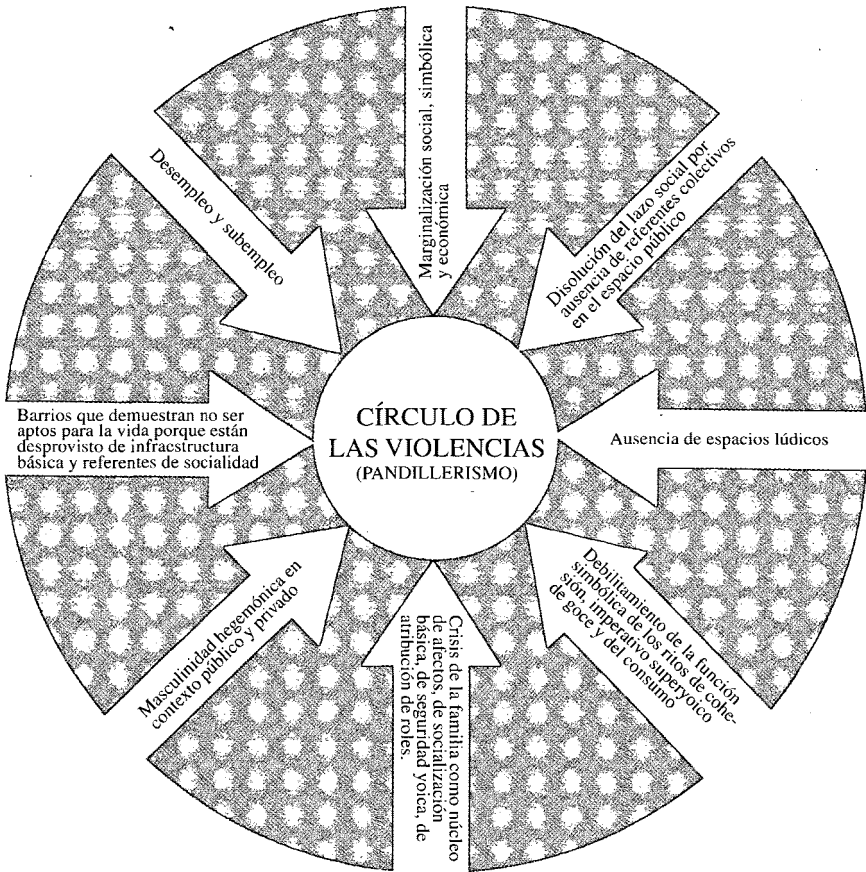 Marginalización social, simbólica
y económica
Disolución del lazo social por
ausencia de referentes colectivos
en el espacio público
Ausencia de espacios lúdicos
Debilitamiento de la función
simbólica de los ritos de cohe-
sión, imperativo superyoico
de goce y del consumo
Crisis de la familia como núcleo
de afectos, de socialización
básica, de seguridad yoica, de
atribución de roles.
Masculinidad hegemónica en
contexto público y privado
Barrios que demuestran no ser
aptos para la vida porque están
desprovisto de infracstructura
básica y referentes de socialidad
Desempleo y subempleo
CÍRCULO DE
LAS VIOLENCIAS
(PANDILLERISMO)